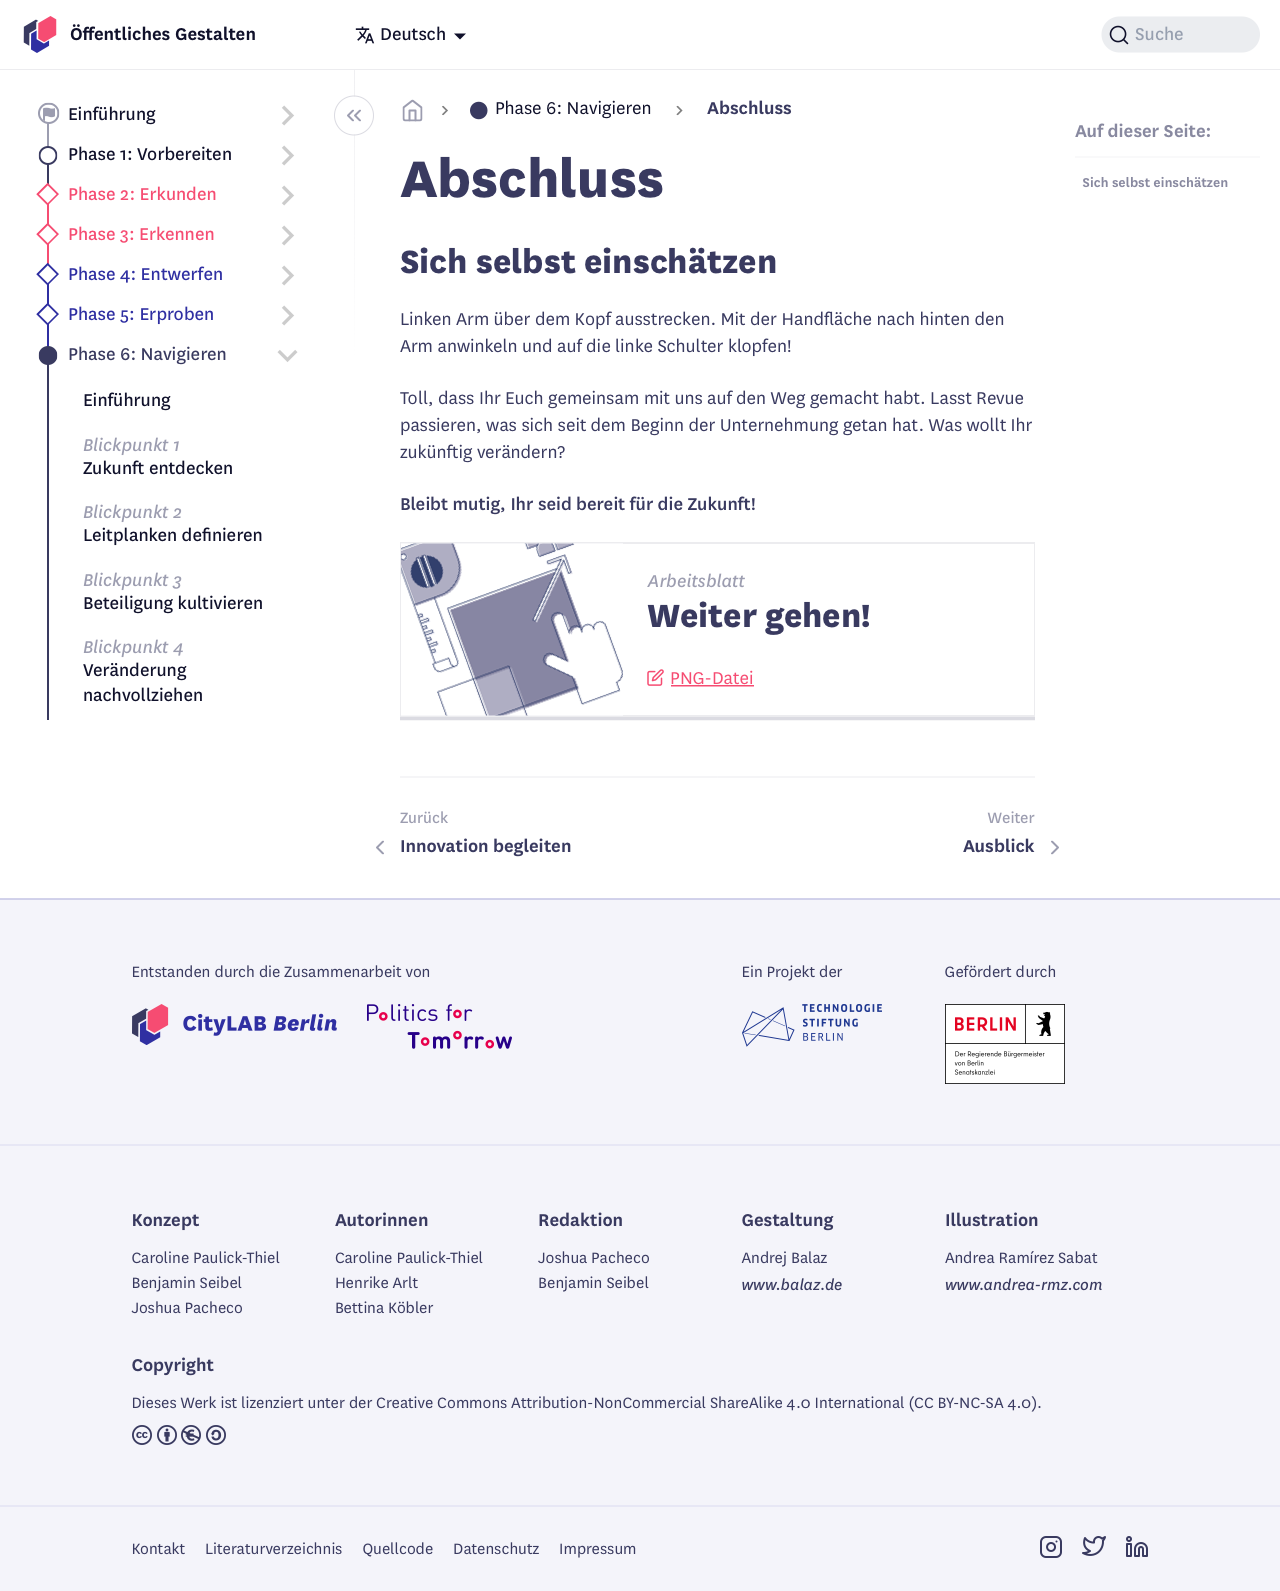 Öffentliches Gestalten
Deutsch
Suche
Einführung
Phase 1: Vorbereiten
Phase 2: Erkunden
Phase 3: Erkennen
Phase 4: Entwerfen
Phase 5: Erproben
Phase 6: Navigieren
Einführung
Blickpunkt 1
Zukunft entdecken
Blickpunkt 2
Leitplanken definieren
Blickpunkt 3
Beteiligung kultivieren
Blickpunkt 4
Veränderung
nachvollziehen
Phase 6: Navigieren
Abschluss
Abschluss
Sich selbst einschätzen
Linken Arm über dem Kopf ausstrecken. Mit der Handfläche nach hinten den
Arm anwinkeln und auf die linke Schulter klopfen!
Toll, dass Ihr Euch gemeinsam mit uns auf den Weg gemacht habt. Lasst Revue
passieren, was sich seit dem Beginn der Unternehmung getan hat. Was wollt Ihr
zukünftig verändern?
Bleibt mutig, Ihr seid bereit für die Zukunft!
Arbeitsblatt
Weiter gehen!
PNG-Datei
Auf dieser Seite:
Sich selbst einschätzen
Zurück
Innovation begleiten
Weiter
Ausblick
Entstanden durch die Zusammenarbeit von
CityLAB Berlin
Politics for
Tomorrow
Ein Projekt der
TECHNOLOGIE
STIFTUNG
BERLIN
Gefördert durch
BERLIN
Der Regierende Bürgermeister
von Berlin
Senatskanzlei
Konzept
Caroline Paulick-Thiel
Benjamin Seibel
Joshua Pacheco
Autorinnen
Caroline Paulick-Thiel
Henrike Arlt
Bettina Köbler
Redaktion
Joshua Pacheco
Benjamin Seibel
Gestaltung
Andrej Balaz
www.balaz.de
Illustration
Andrea Ramírez Sabat
www.andrea-rmz.com
Copyright
Dieses Werk ist lizenziert unter der Creative Commons Attribution-NonCommercial ShareAlike 4.0 International (CC BY-NC-SA 4.0).
Kontakt
Literaturverzeichnis
Quellcode
Datenschutz
Impressum